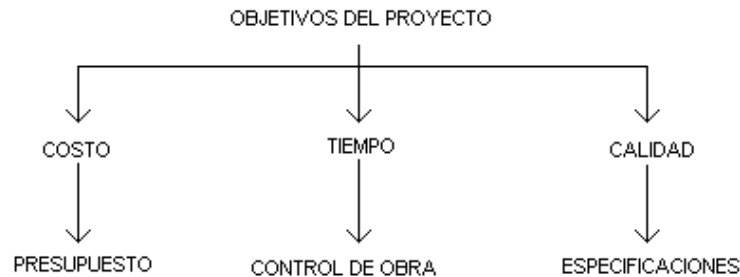 OBJETIVOS DEL PROYECTO
COSTO
TIEMPO
CALIDAD
PRESUPUESTO
CONTROL DE OBRA
ESPECIFICACIONES